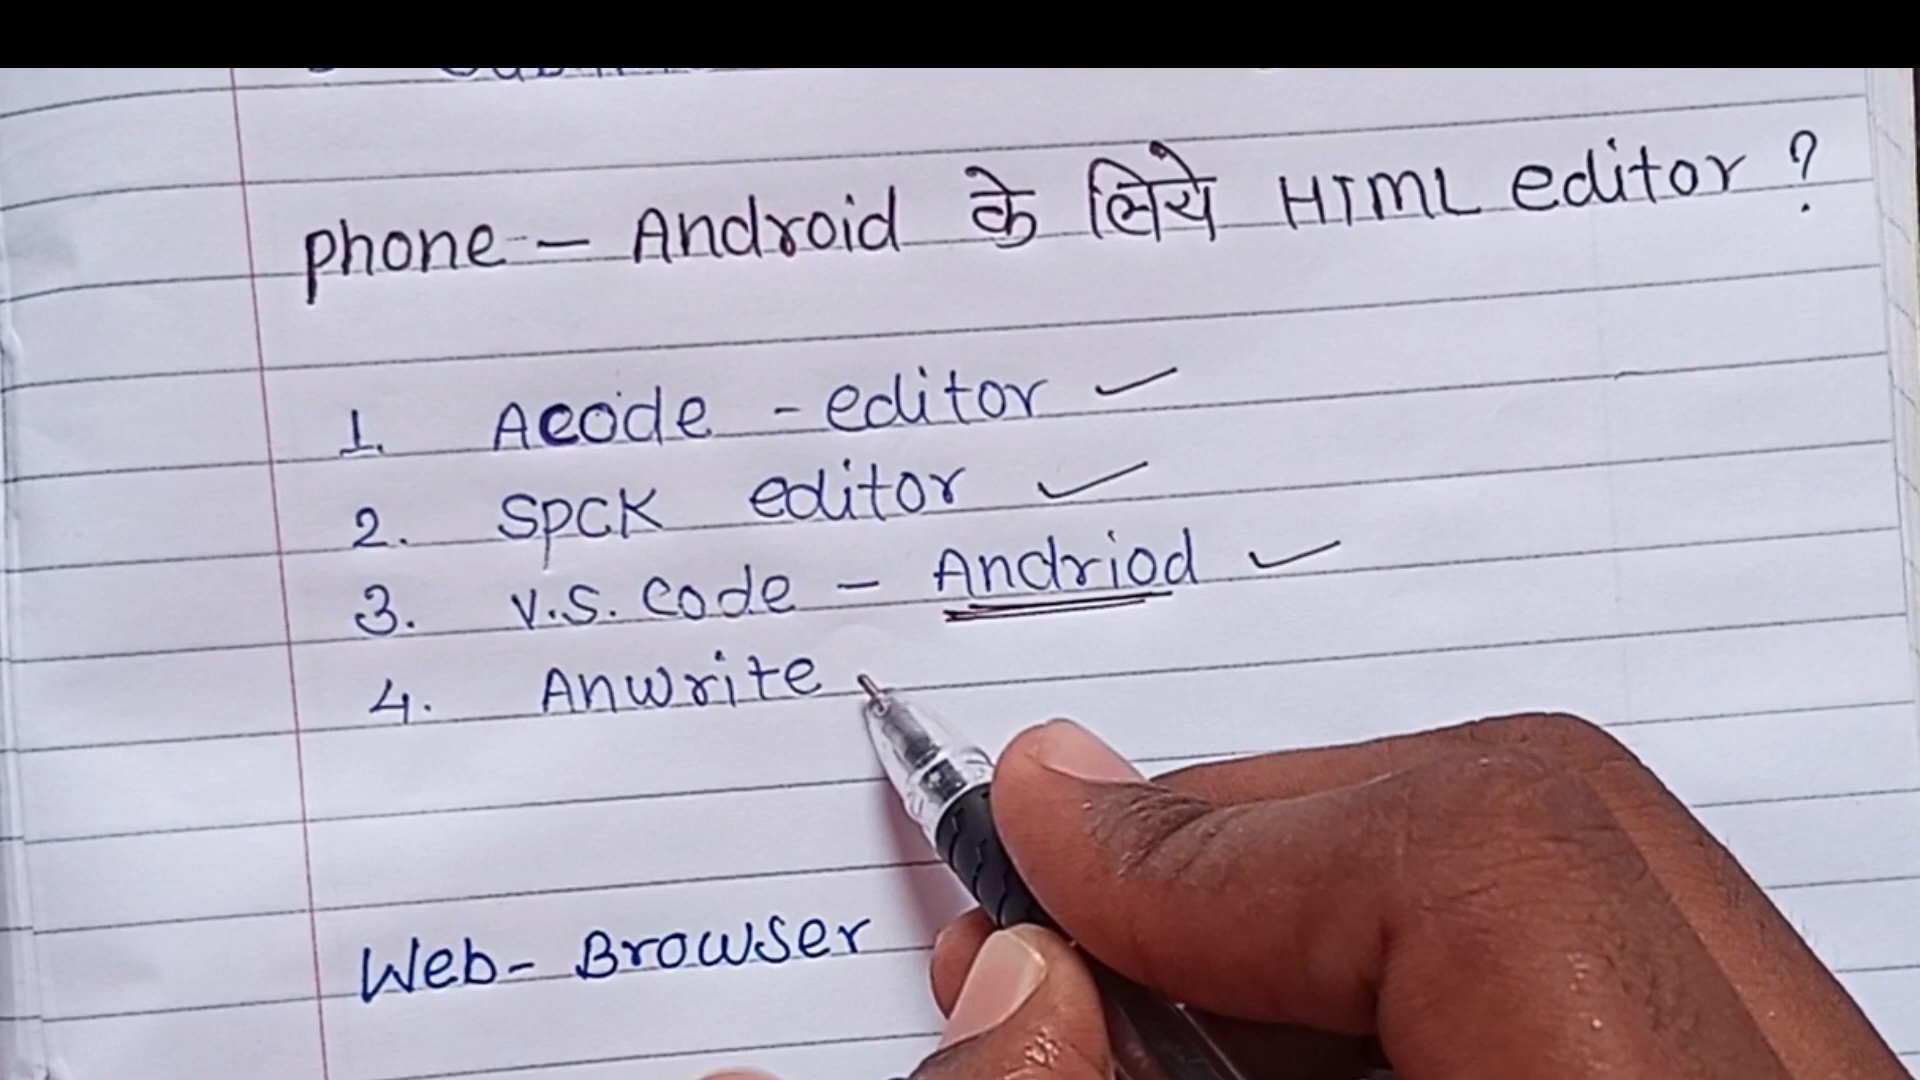 phone - Android के लिये HTML editor ?
1. Acode - editor ✓
2. SPCK editor ✓
3. V.S. code - Andriod ✓
4. Anwrite
Web - Browser